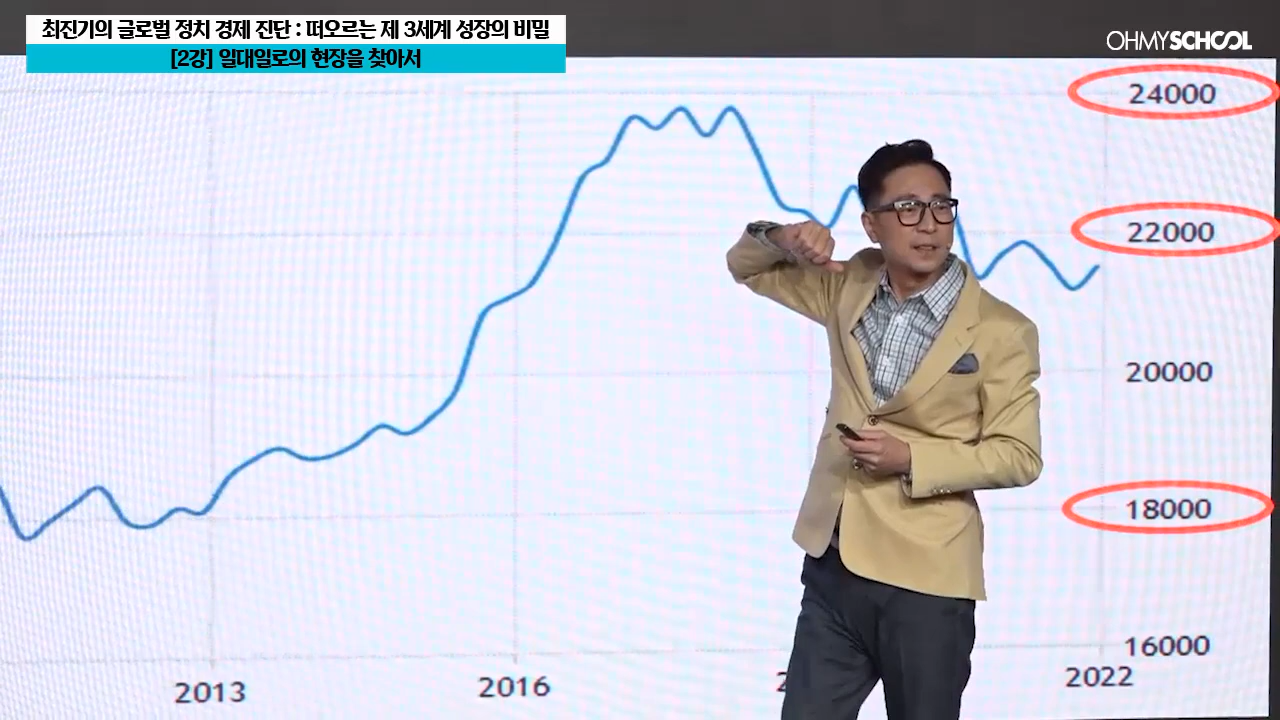 최진기의 글로벌 정치 경제 진단 : 떠오르는 제 3세계 성장의 비밀
[2강] 일대일로의 현장을 찾아서
OHMYSCHOOL
24000
22000
20000
18000
16000
2013
2016
2022